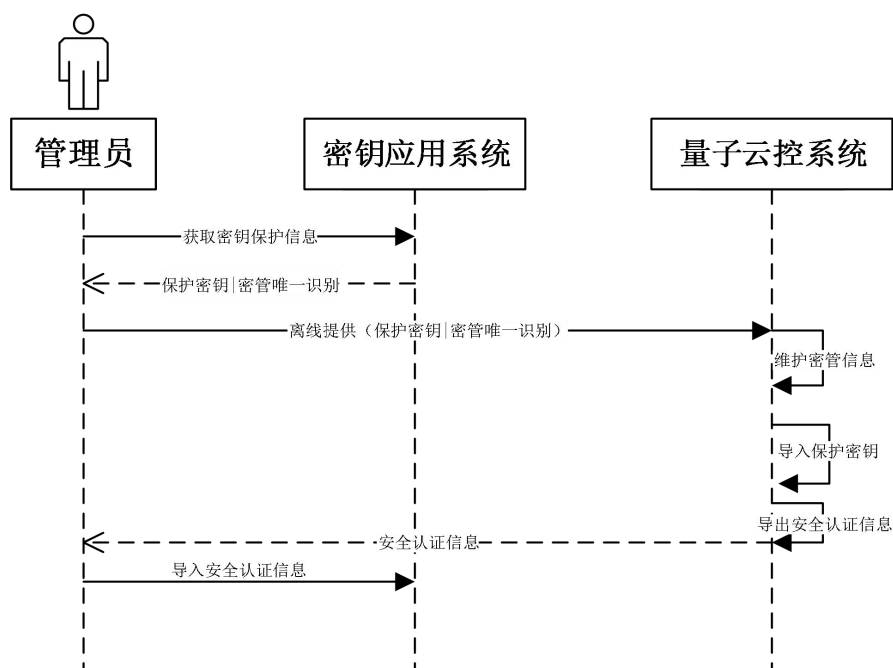 管理员
密钥应用系统
量子云控系统
获取密钥保护信息
保护密钥|密管唯一识别
离线提供（保护密钥|密管唯一识别）
维护密管信息
导入保护密钥
导出安全认证信息
安全认证信息
导入安全认证信息